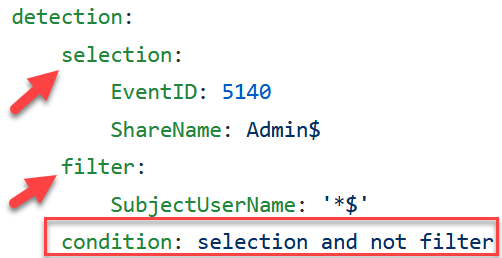 detection:
selection:
EventID: 5140
ShareName: Admin$
filter:
SubjectUserName: '*$'
condition: selection and not filter